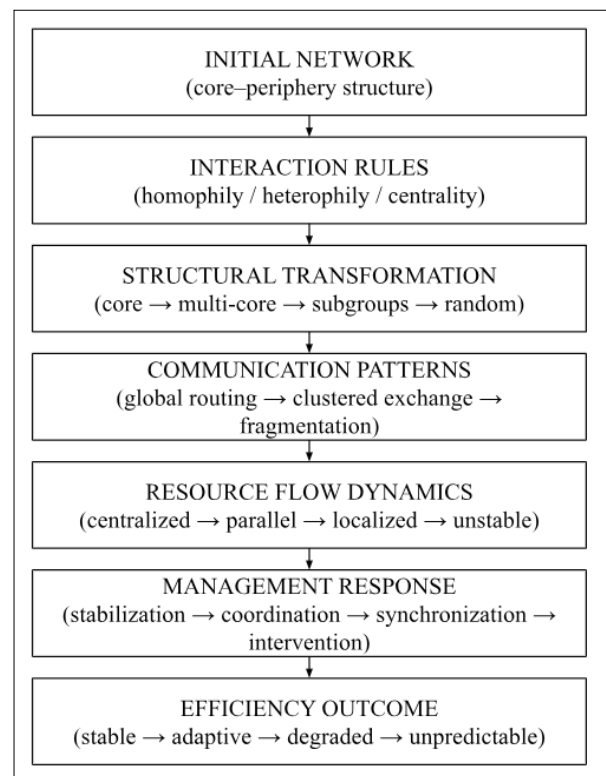 INITIAL NETWORK
(core–periphery structure)
INTERACTION RULES
(homophily / heterophily / centrality)
STRUCTURAL TRANSFORMATION
(core → multi-core → subgroups → random)
COMMUNICATION PATTERNS
(global routing → clustered exchange →
fragmentation)
RESOURCE FLOW DYNAMICS
(centralized → parallel → localized → unstable)
MANAGEMENT RESPONSE
(stabilization → coordination → synchronization →
intervention)
EFFICIENCY OUTCOME
(stable → adaptive → degraded → unpredictable)